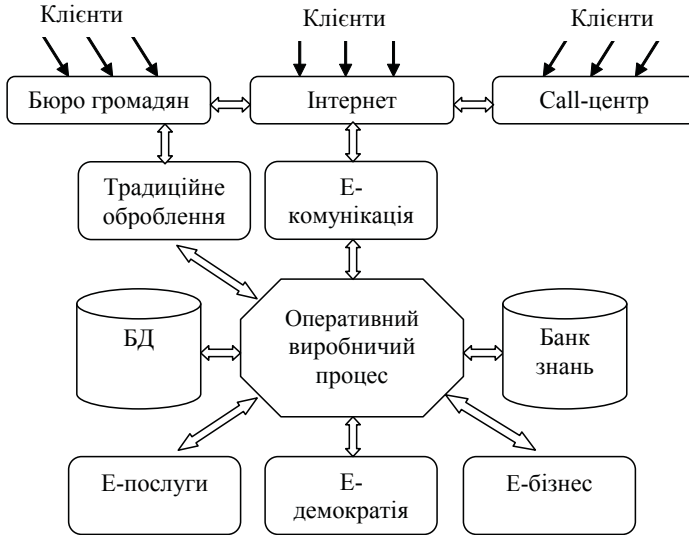 Клієнти
Клієнти
Клієнти
Бюро громадян
Інтернет
Call-центр
Традиційне
оброблення
Е-
комунікація
БД
Оперативний
виробничий
процес
Банк
знань
Е-послуги
Е-
демократія
Е-бізнес